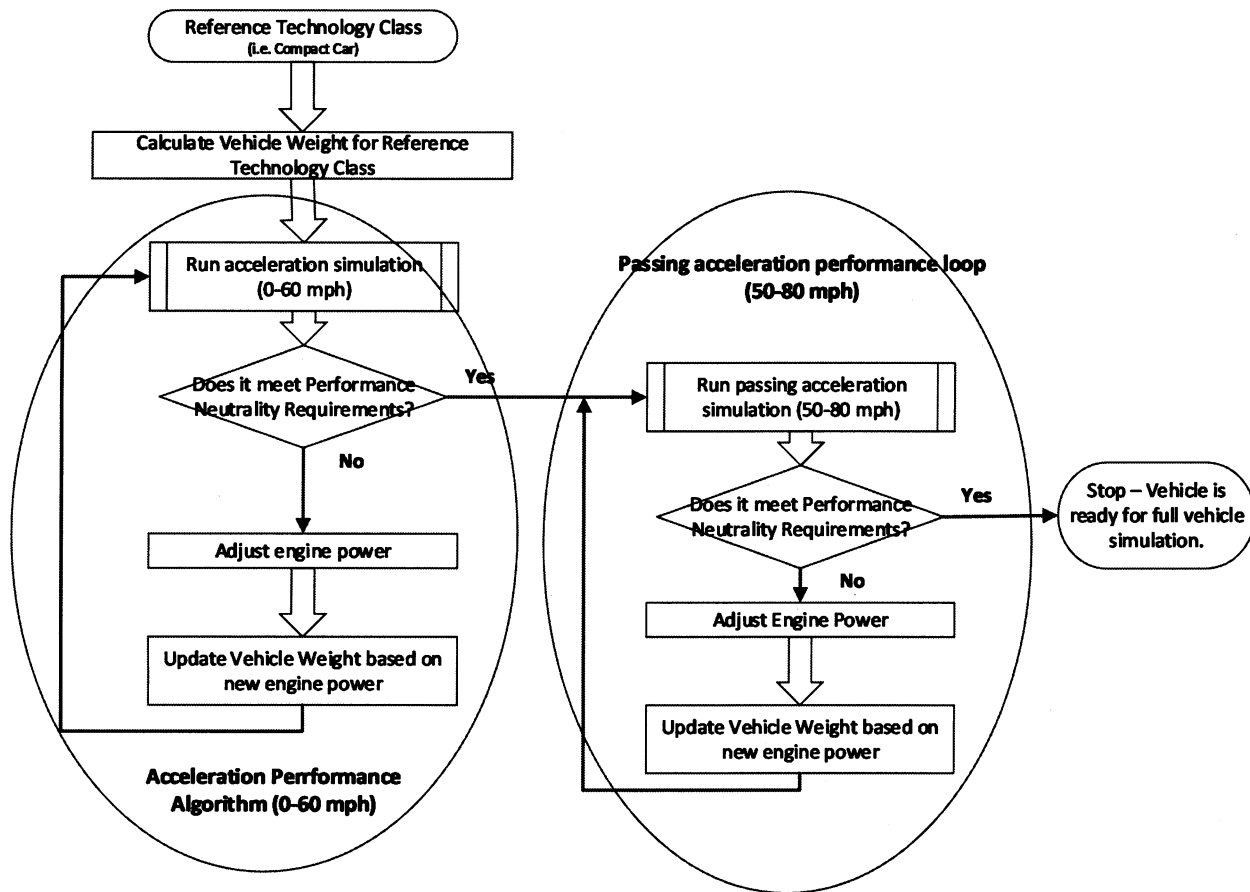 Reference Technology Class
(i.e. Compact Car)
Calculate Vehicle Weight for Reference
Technology Class
Run acceleration simulation
(0-60 mph)
Does it meet Performance
Neutrality Requirements?
Yes
No
Adjust engine power
Update Vehicle Weight based on
new engine power
Acceleration Perrformance
Algorithm (0-60 mph)
Passing acceleration performance loop
(50-80 mph)
Run passing acceleration
simulation (50-80 mph)
Does it meet Performance
Neutrality Requirements?
Yes
No
Adjust Engine Power
Update Vehicle Weight based on
new engine power
Stop – Vehicle is
ready for full vehicle
simulation.